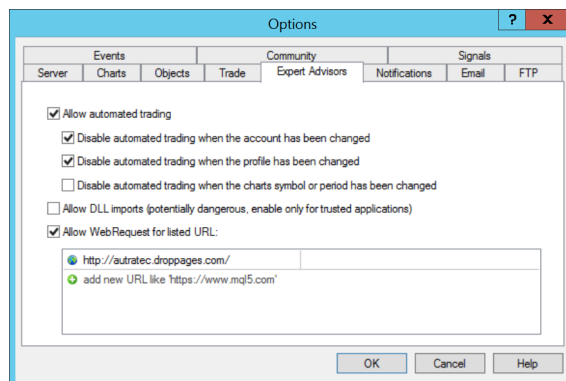 Options
? X
Events Community Signals
Server Charts Objects Trade Expert Advisors Notifications Email FTP
Allow automated trading
Disable automated trading when the account has been changed
Disable automated trading when the profile has been changed
Disable automated trading when the charts symbol or period has been changed
Allow DLL imports (potentially dangerous, enable only for trusted applications)
Allow WebRequest for listed URL:
http://autratec.droppages.com/
add new URL like 'https://www.mql5.com'
OK Cancel Help